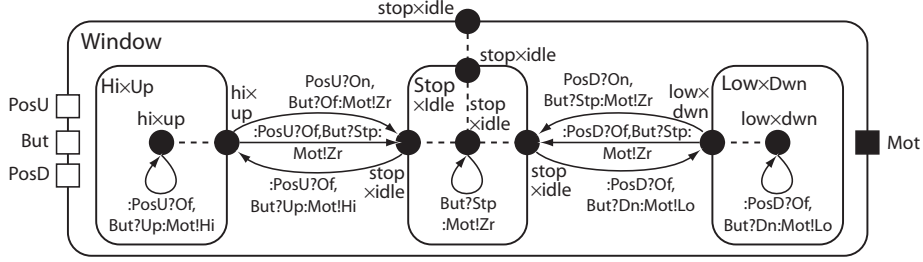 stop×idle
Window
stop×idle
Hi×Up
hi×
up
PosU?On,
But?Of:Mot!Zr
Stop
×Idle
PosD?On,
But?Stp:Mot!Zr
low×
dwn
Low×Dwn
PosU
But
PosD
hi×up
:PosU?Of,But?Stp:
Mot!Zr
stop
×idle
:PosD?Of,But?Stp:
Mot!Zr
low×dwn
Mot
:PosU?Of,
But?Up:Mot!Hi
:PosU?Of,
But?Up:Mot!Hi
stop
×idle
But?Stp
:Mot!Zr
stop
×idle
:PosD?Of,
But?Dn:Mot!Lo
:PosD?Of,
But?Dn:Mot!Lo